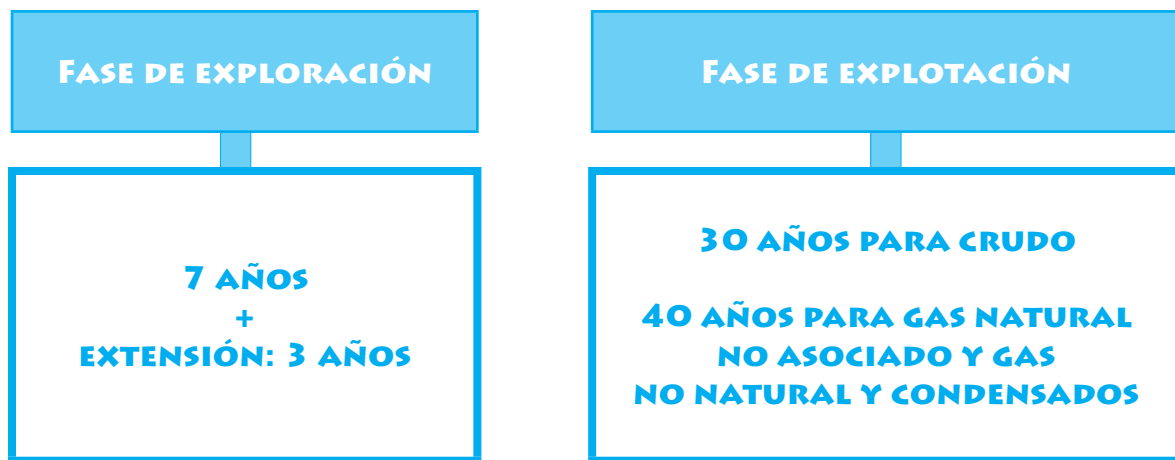 Fase de exploración
7 años
+
extensión: 3 años
Fase de explotación
30 años para crudo
40 años para gas natural
no asociado y gas
no natural y condensados